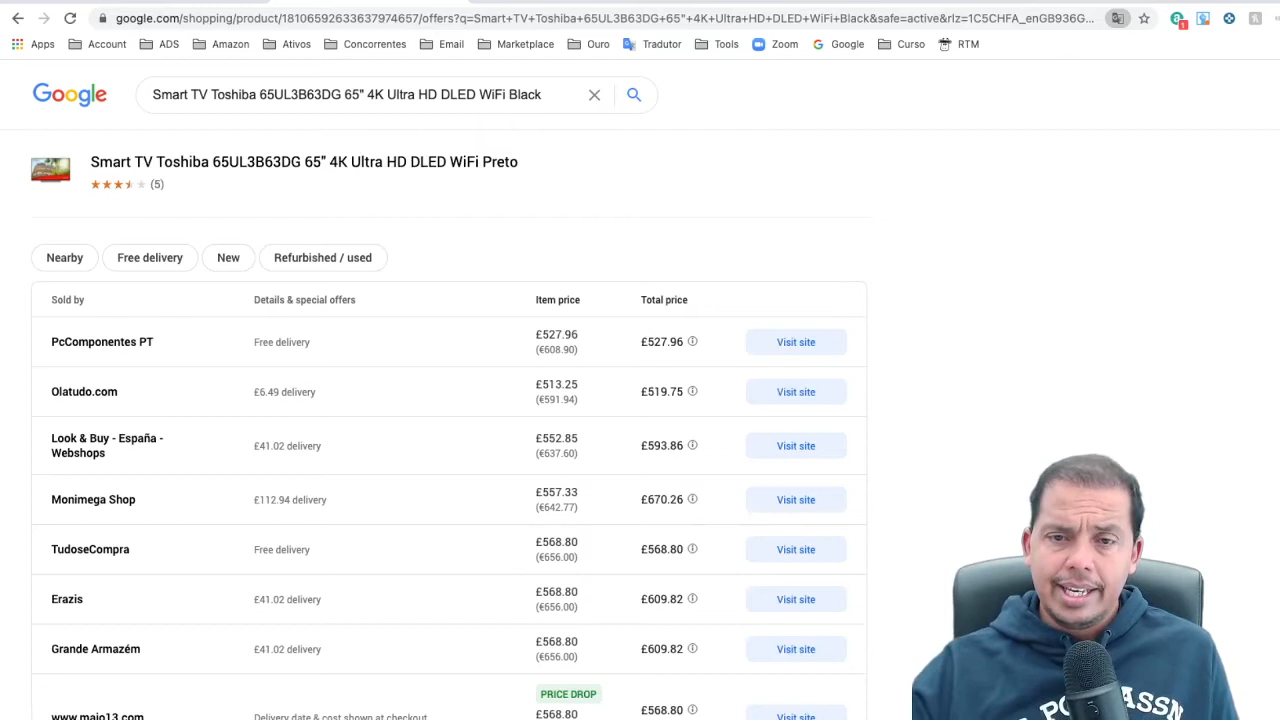 google.com/shopping/product/18106592633637974657/offers?q=Smart+TV+Toshiba+65UL3B63DG+65"+4K+Ultra+HD+DLED+WiFi+Black&safe=active&rlz=1C5CHFA_enGB936G...
Apps Account ADS Amazon Ativos Concorrentes Email Marketplace Ouro Tradutor Tools Zoom Google Curso RTM
Google Smart TV Toshiba 65UL3B63DG 65" 4K Ultra HD DLED WiFi Black
Smart TV Toshiba 65UL3B63DG 65" 4K Ultra HD DLED WiFi Preto
(5)
Nearby Free delivery New Refurbished / used
Sold by Details & special offers Item price Total price
PcComponentes PT Free delivery £527.96 £527.96 Visit site
(€608.90)
Olatudo.com £6.49 delivery £513.25 £519.75 Visit site
(€591.94)
Look & Buy - España - £41.02 delivery £552.85 £593.86 Visit site
Webshops (€637.60)
Monimega Shop £112.94 delivery £557.33 £670.26 Visit site
(€642.77)
TudoseCompra Free delivery £568.80 £568.80 Visit site
(€656.00)
Erazis £41.02 delivery £568.80 £609.82 Visit site
(€656.00)
Grande Armazém £41.02 delivery £568.80 £609.82 Visit site
(€656.00)
PRICE DROP
www.maio13.com Delivery date & cost shown at checkout £568.80 £568.80 Visit site